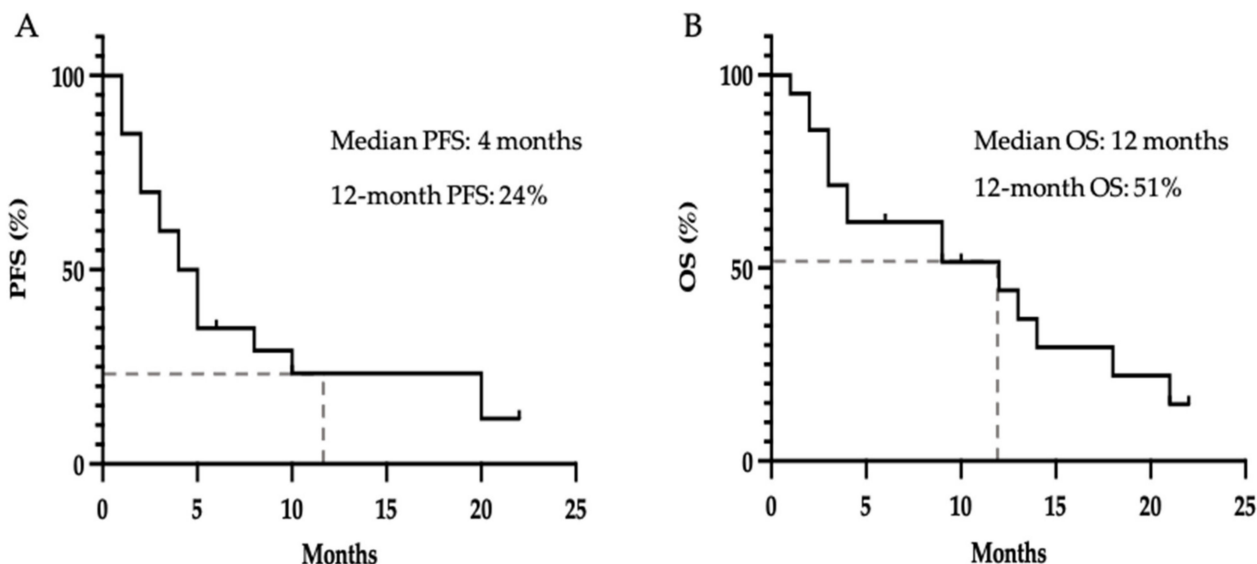 A
PFS (%)
100
50
0
Median PFS: 4 months
12-month PFS: 24%
0 5 10 15 20 25
Months
B
OS (%)
100
50
0
Median OS: 12 months
12-month OS: 51%
0 5 10 15 20 25
Months